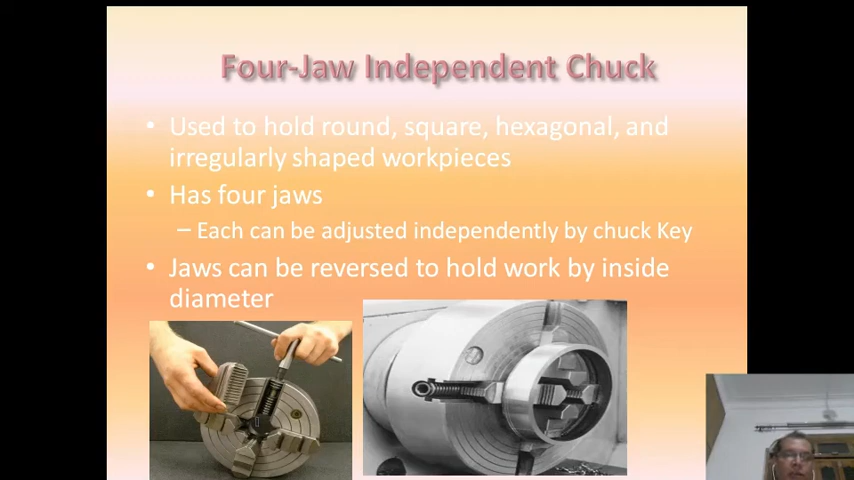 Four-Jaw Independent Chuck
• Used to hold round, square, hexagonal, and
irregularly shaped workpieces
• Has four jaws
– Each can be adjusted independently by chuck Key
• Jaws can be reversed to hold work by inside
diameter